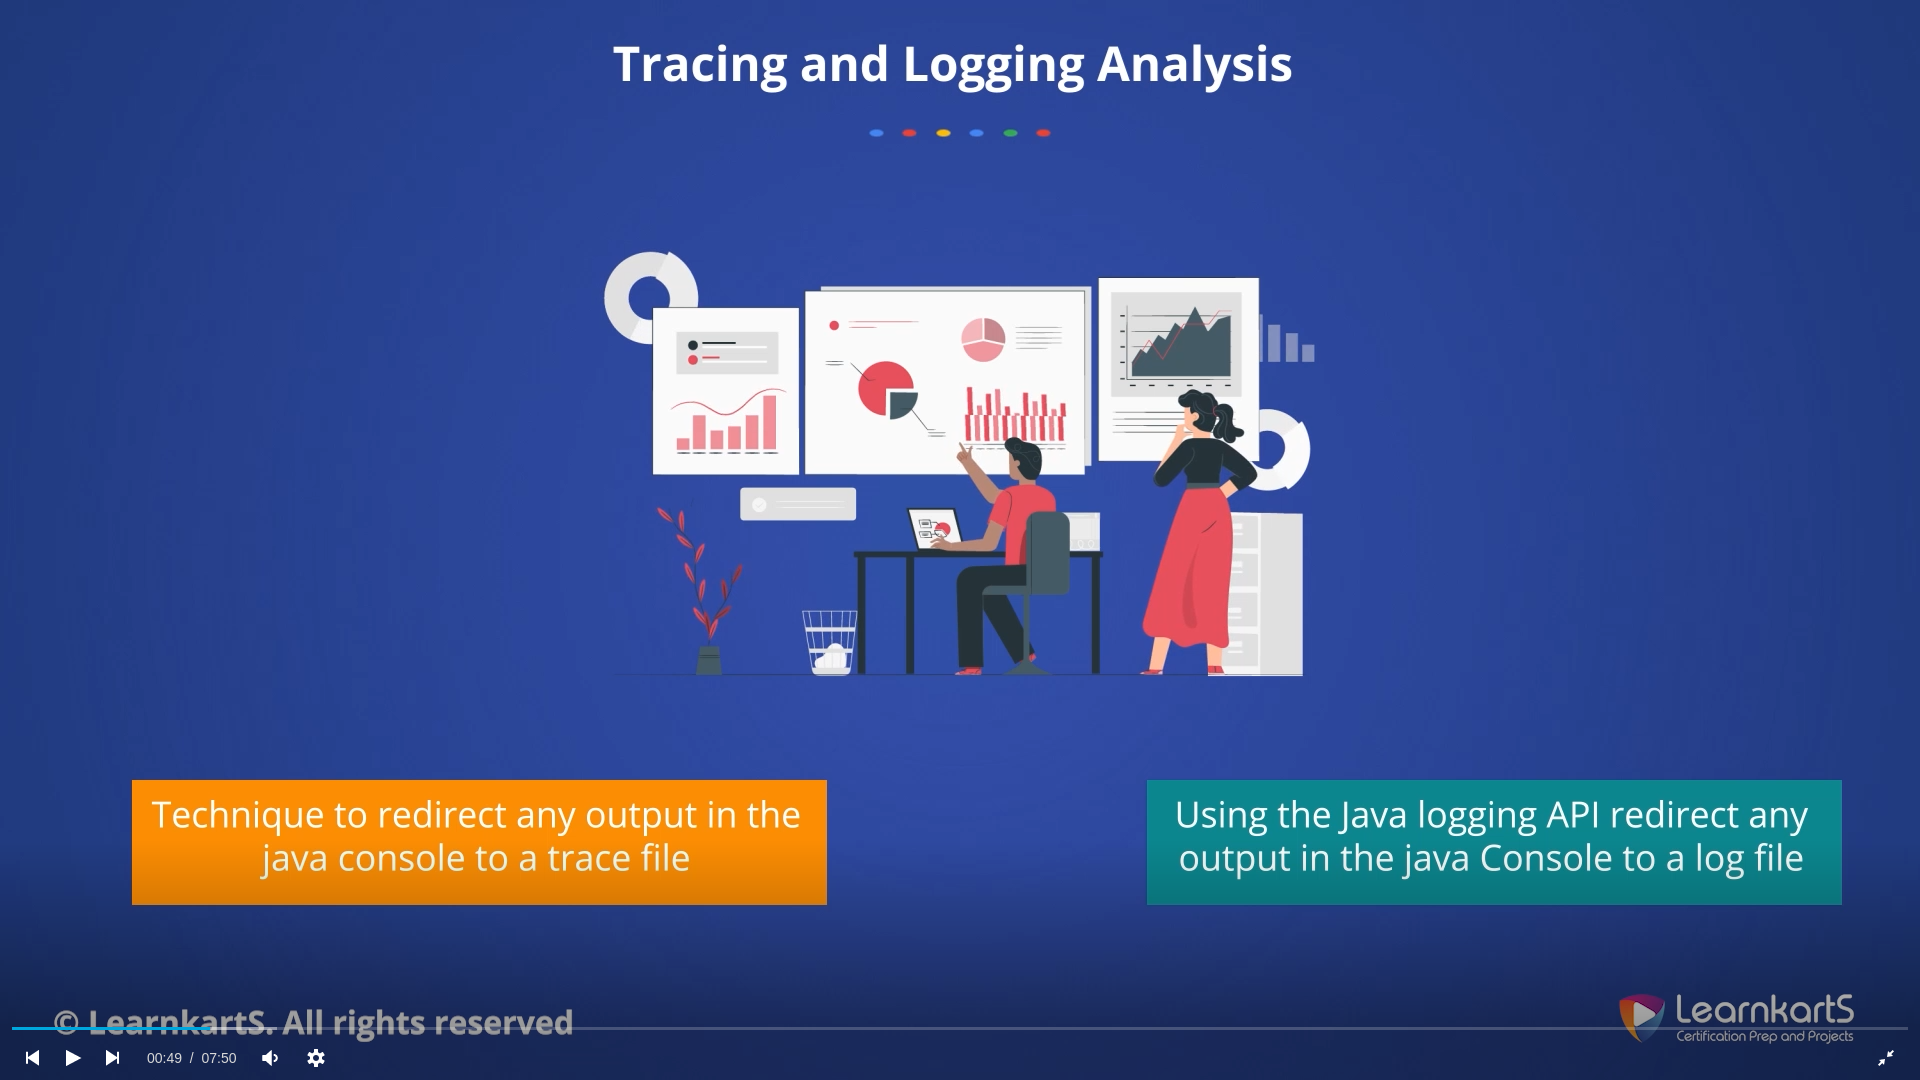 Tracing and Logging Analysis
Technique to redirect any output in the
java console to a trace file
Using the Java logging API redirect any
output in the java Console to a log file
© LearnkartS. All rights reserved
LearnkartS
Certification Prep and Projects
00:49 / 07:50